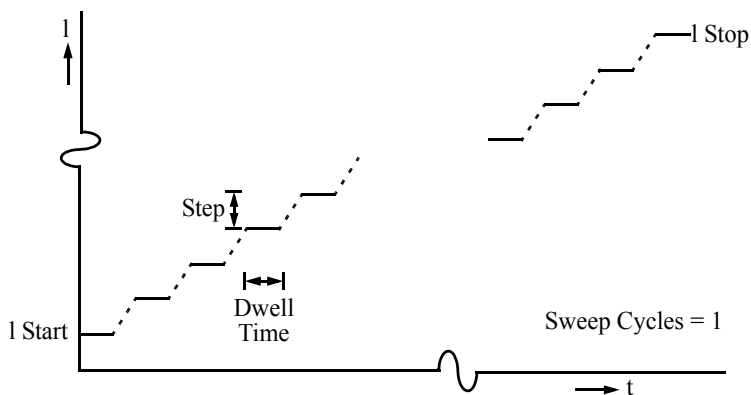 l
l Stop
Step
Dwell
Time
l Start
Sweep Cycles = 1
t